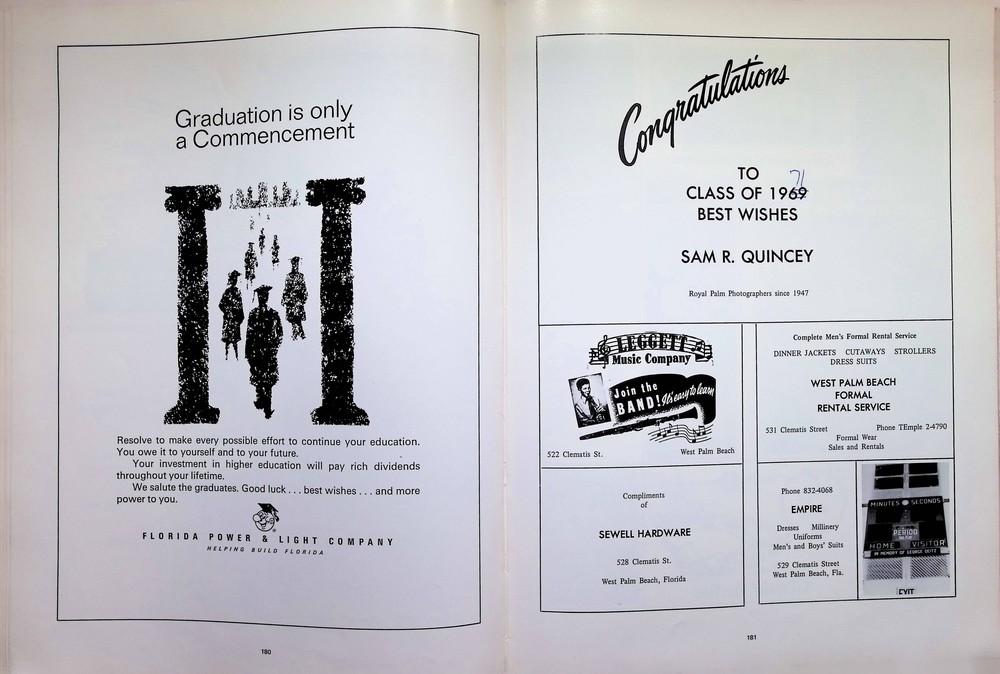 Graduation is only
a Commencement
Resolve to make every possible effort to continue your education.
You owe it to yourself and to your future.
Your investment in higher education will pay rich dividends
throughout your lifetime.
We salute the graduates. Good luck . . . best wishes . . . and more
power to you.
FLORIDA POWER & LIGHT COMPANY
HELPING BUILD FLORIDA
180
Congratulations
TO
71
CLASS OF 1969
BEST WISHES
SAM R. QUINCEY
Royal Palm Photographers since 1947
LEGGETT
Music Company
Join the
BAND! It's easy to learn
522 Clematis St. West Palm Beach
Complete Men's Formal Rental Service
DINNER JACKETS CUTAWAYS STROLLERS
DRESS SUITS
WEST PALM BEACH
FORMAL
RENTAL SERVICE
531 Clematis Street Phone TEmple 2-4790
Formal Wear
Sales and Rentals
Compliments
of
SEWELL HARDWARE
528 Clematis St.
West Palm Beach, Florida
Phone 832-4068
EMPIRE
Dresses Millinery
Uniforms
Men's and Boys' Suits
529 Clematis Street
West Palm Beach, Fla.
MINUTES SECONDS
PERIOD
HOME VISITOR
IN MEMORY OF GEORGE DEITZ
EXIT
181